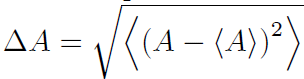 ΔA = √⟨(A − ⟨A⟩)²⟩